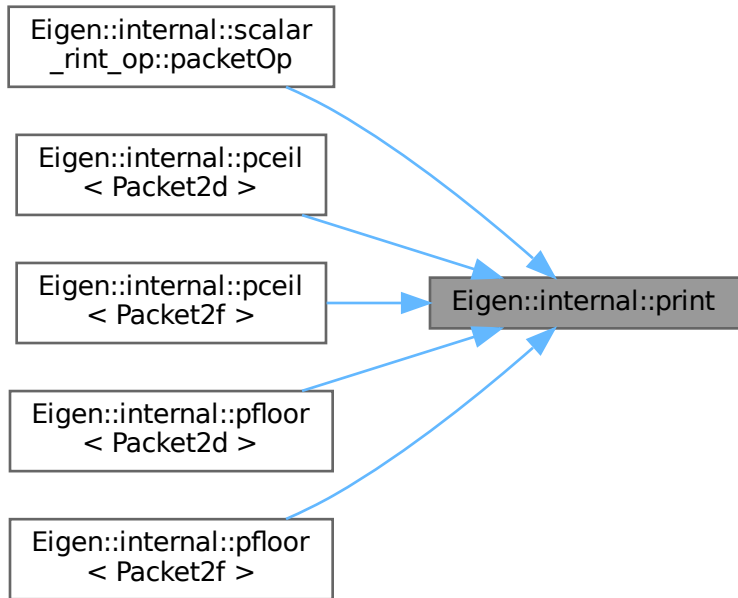 Eigen::internal::scalar
_rint_op::packetOp
Eigen::internal::pceil
< Packet2d >
Eigen::internal::pceil
< Packet2f >
Eigen::internal::print
Eigen::internal::pfloor
< Packet2d >
Eigen::internal::pfloor
< Packet2f >